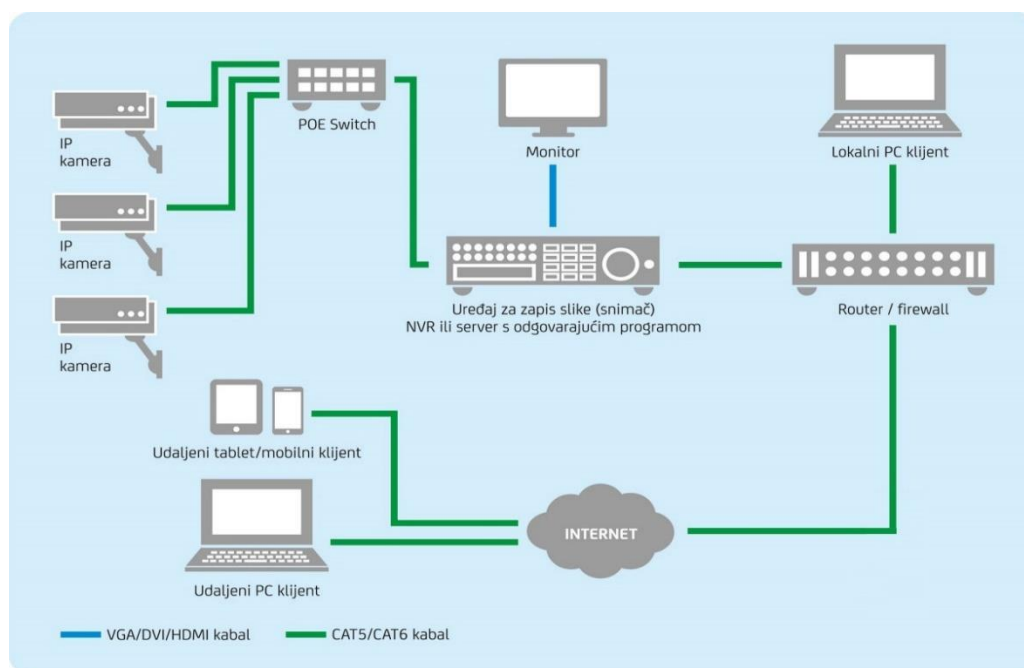 POE Switch
IP
kamera
Monitor
Lokalni PC klijent
IP
kamera
Uređaj za zapis slike (snimač)
NVR ili server s odgovarajućim programom
Router / firewall
IP
kamera
Udaljeni tablet/mobilni klijent
INTERNET
Udaljeni PC klijent
VGA/DVI/HDMI kabal
CAT5/CAT6 kabal